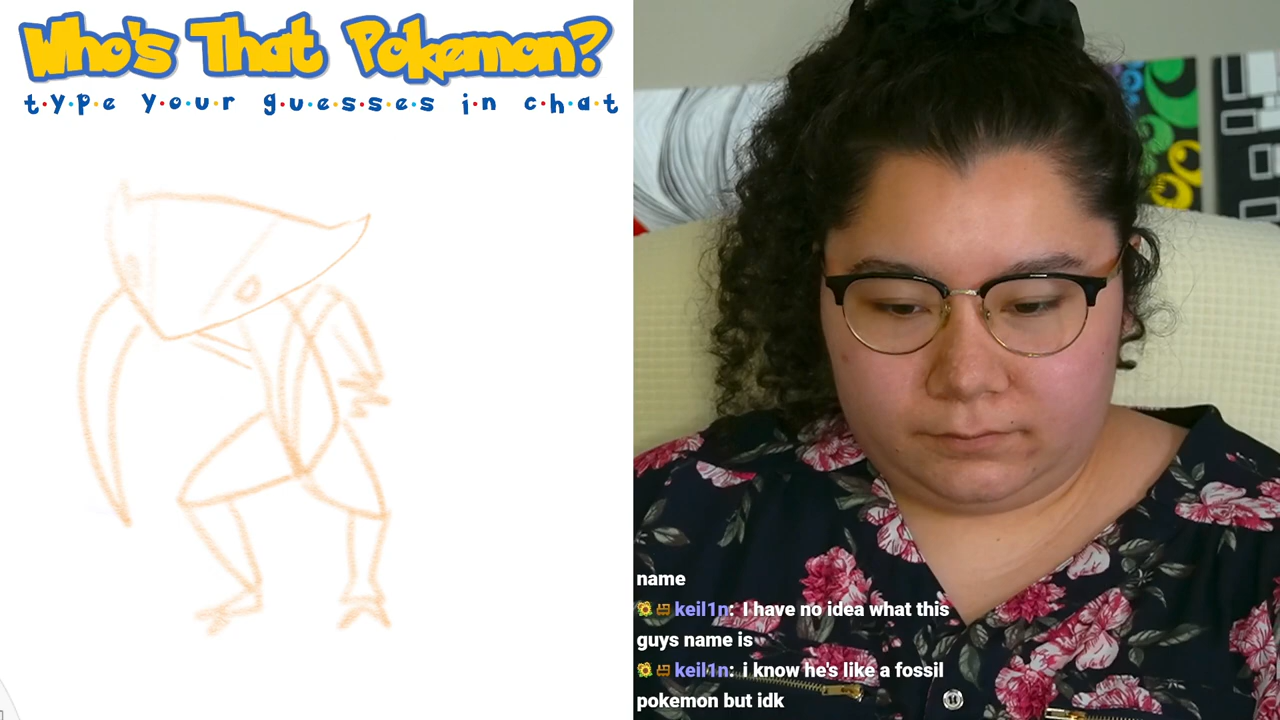 Who's That Pokemon?
type your guesses in chat
name
keil1n: I have no idea what this
guys name is
keil1n: i know he's like a fossil
pokemon but idk